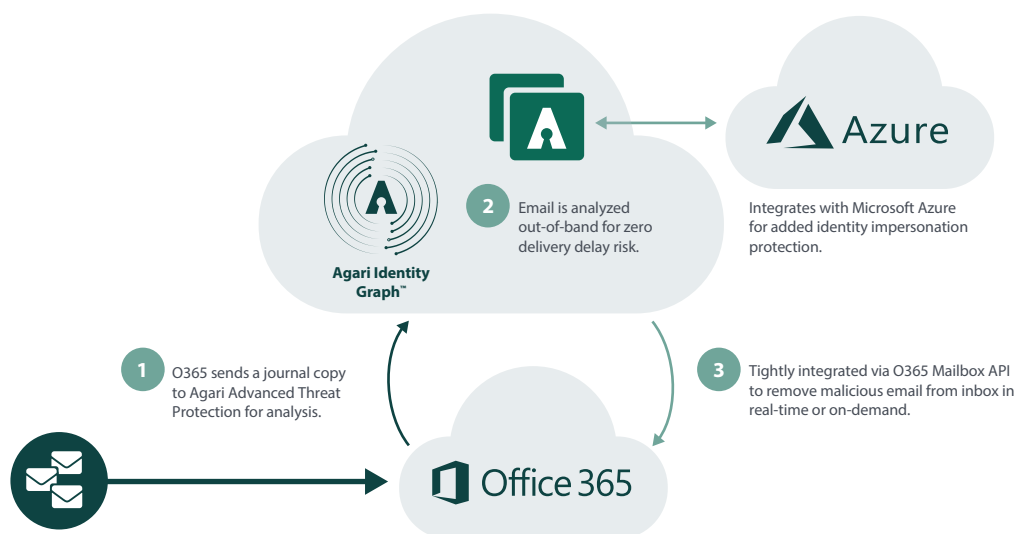 Azure
2
Email is analyzed
out-of-band for zero
delivery delay risk.
Integrates with Microsoft Azure
for added identity impersonation
protection.
Agari Identity
Graph™
1
O365 sends a journal copy
to Agari Advanced Threat
Protection for analysis.
3
Tightly integrated via O365 Mailbox API
to remove malicious email from inbox in
real-time or on-demand.
Office 365